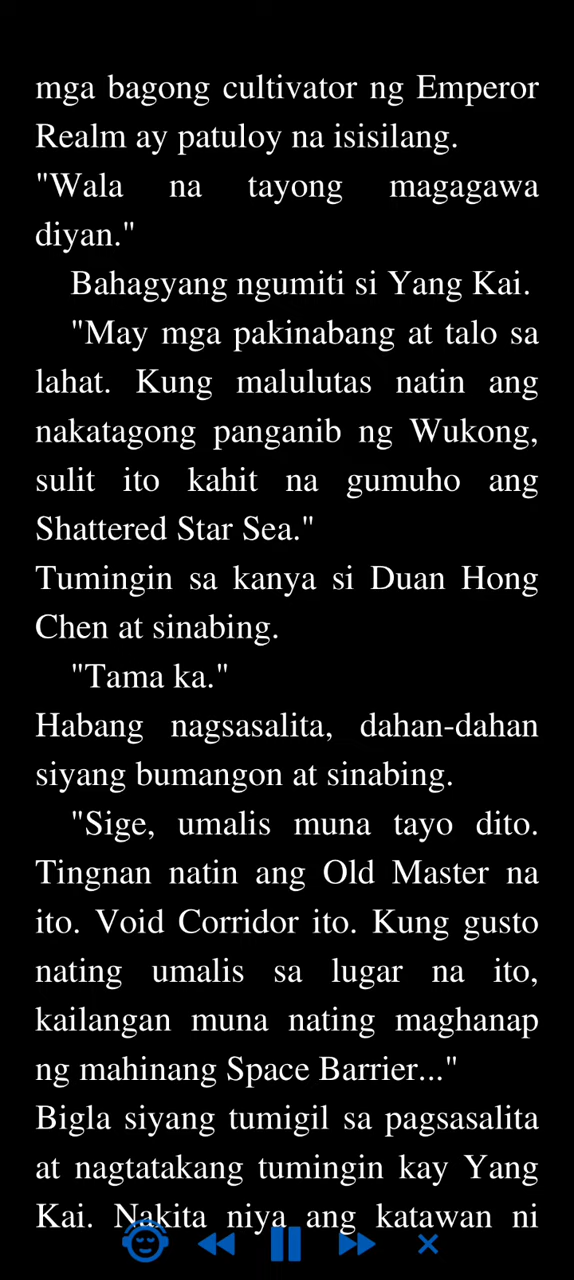 mga bagong cultivator ng Emperor
Realm ay patuloy na isisilang.
"Wala na tayong magagawa
diyan."
Bahagyang ngumiti si Yang Kai.
"May mga pakinabang at talo sa
lahat. Kung malulutas natin ang
nakatagong panganib ng Wukong,
sulit ito kahit na gumuho ang
Shattered Star Sea."
Tumingin sa kanya si Duan Hong
Chen at sinabing.
"Tama ka."
Habang nagsasalita, dahan-dahan
siyang bumangon at sinabing.
"Sige, umalis muna tayo dito.
Tingnan natin ang Old Master na
ito. Void Corridor ito. Kung gusto
nating umalis sa lugar na ito,
kailangan muna nating maghanap
ng mahinang Space Barrier..."
Bigla siyang tumigil sa pagsasalita
at nagtatakang tumingin kay Yang
Kai. Nakita niya ang katawan ni